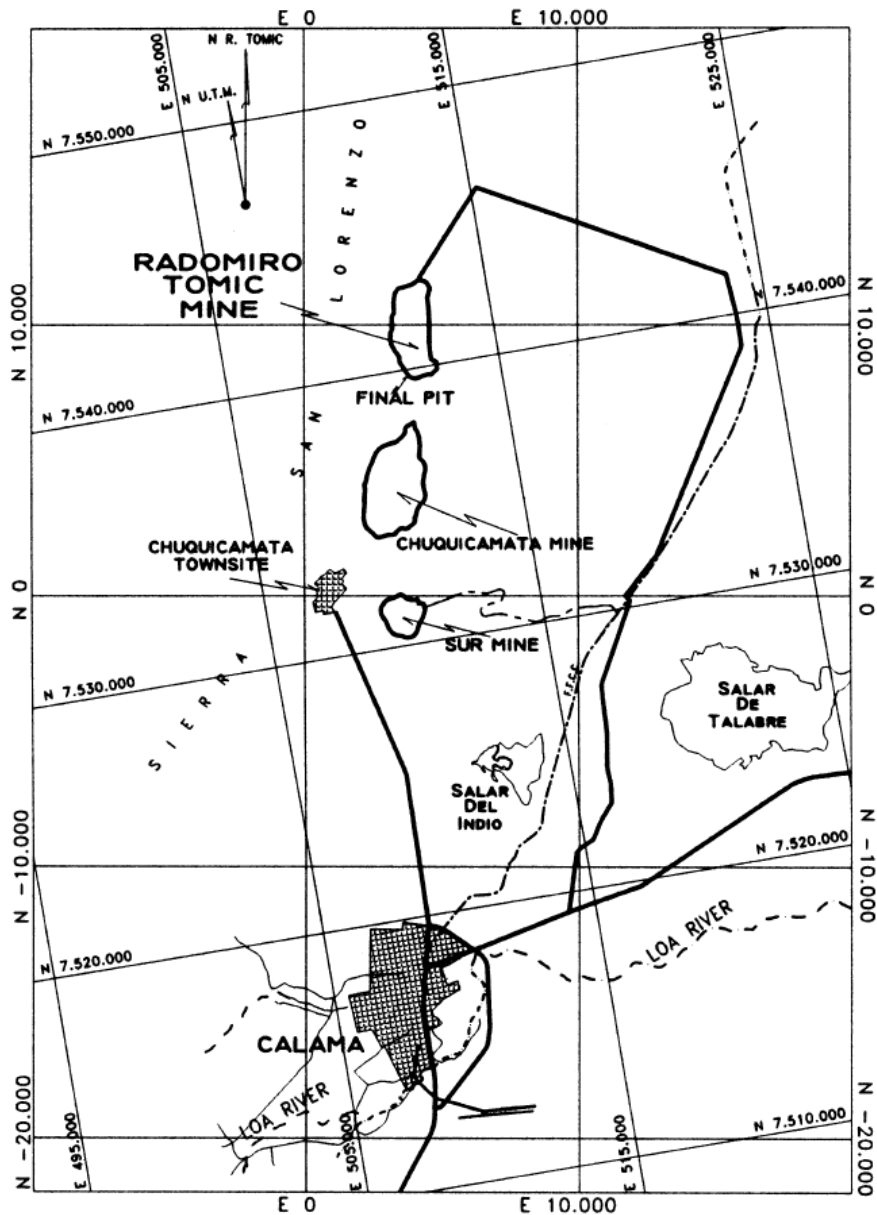 E 0
E 10.000
N R. TOMIC
E 505.000
E 515.000
E 525.000
N U.T.M.
N 7.550.000
SAN LORENZO
RADOMIRO
TOMIC
MINE
N 10.000
N 7.540.000
N 10.000
FINAL PIT
N 7.540.000
CHUQUICAMATA
TOWNSITE
CHUQUICAMATA MINE
N 7.530.000
N 0
N 0
SUR MINE
N 7.530.000
SIERRA
F.F.C.C.
SALAR
DE
TALABRE
SALAR
DEL
INDIO
N 7.520.000
N -10.000
N -10.000
LOA RIVER
N 7.520.000
CALAMA
LOA RIVER
N 7.510.000
N -20.000
N -20.000
E 495.000
E 505.000
E 515.000
E 0
E 10.000